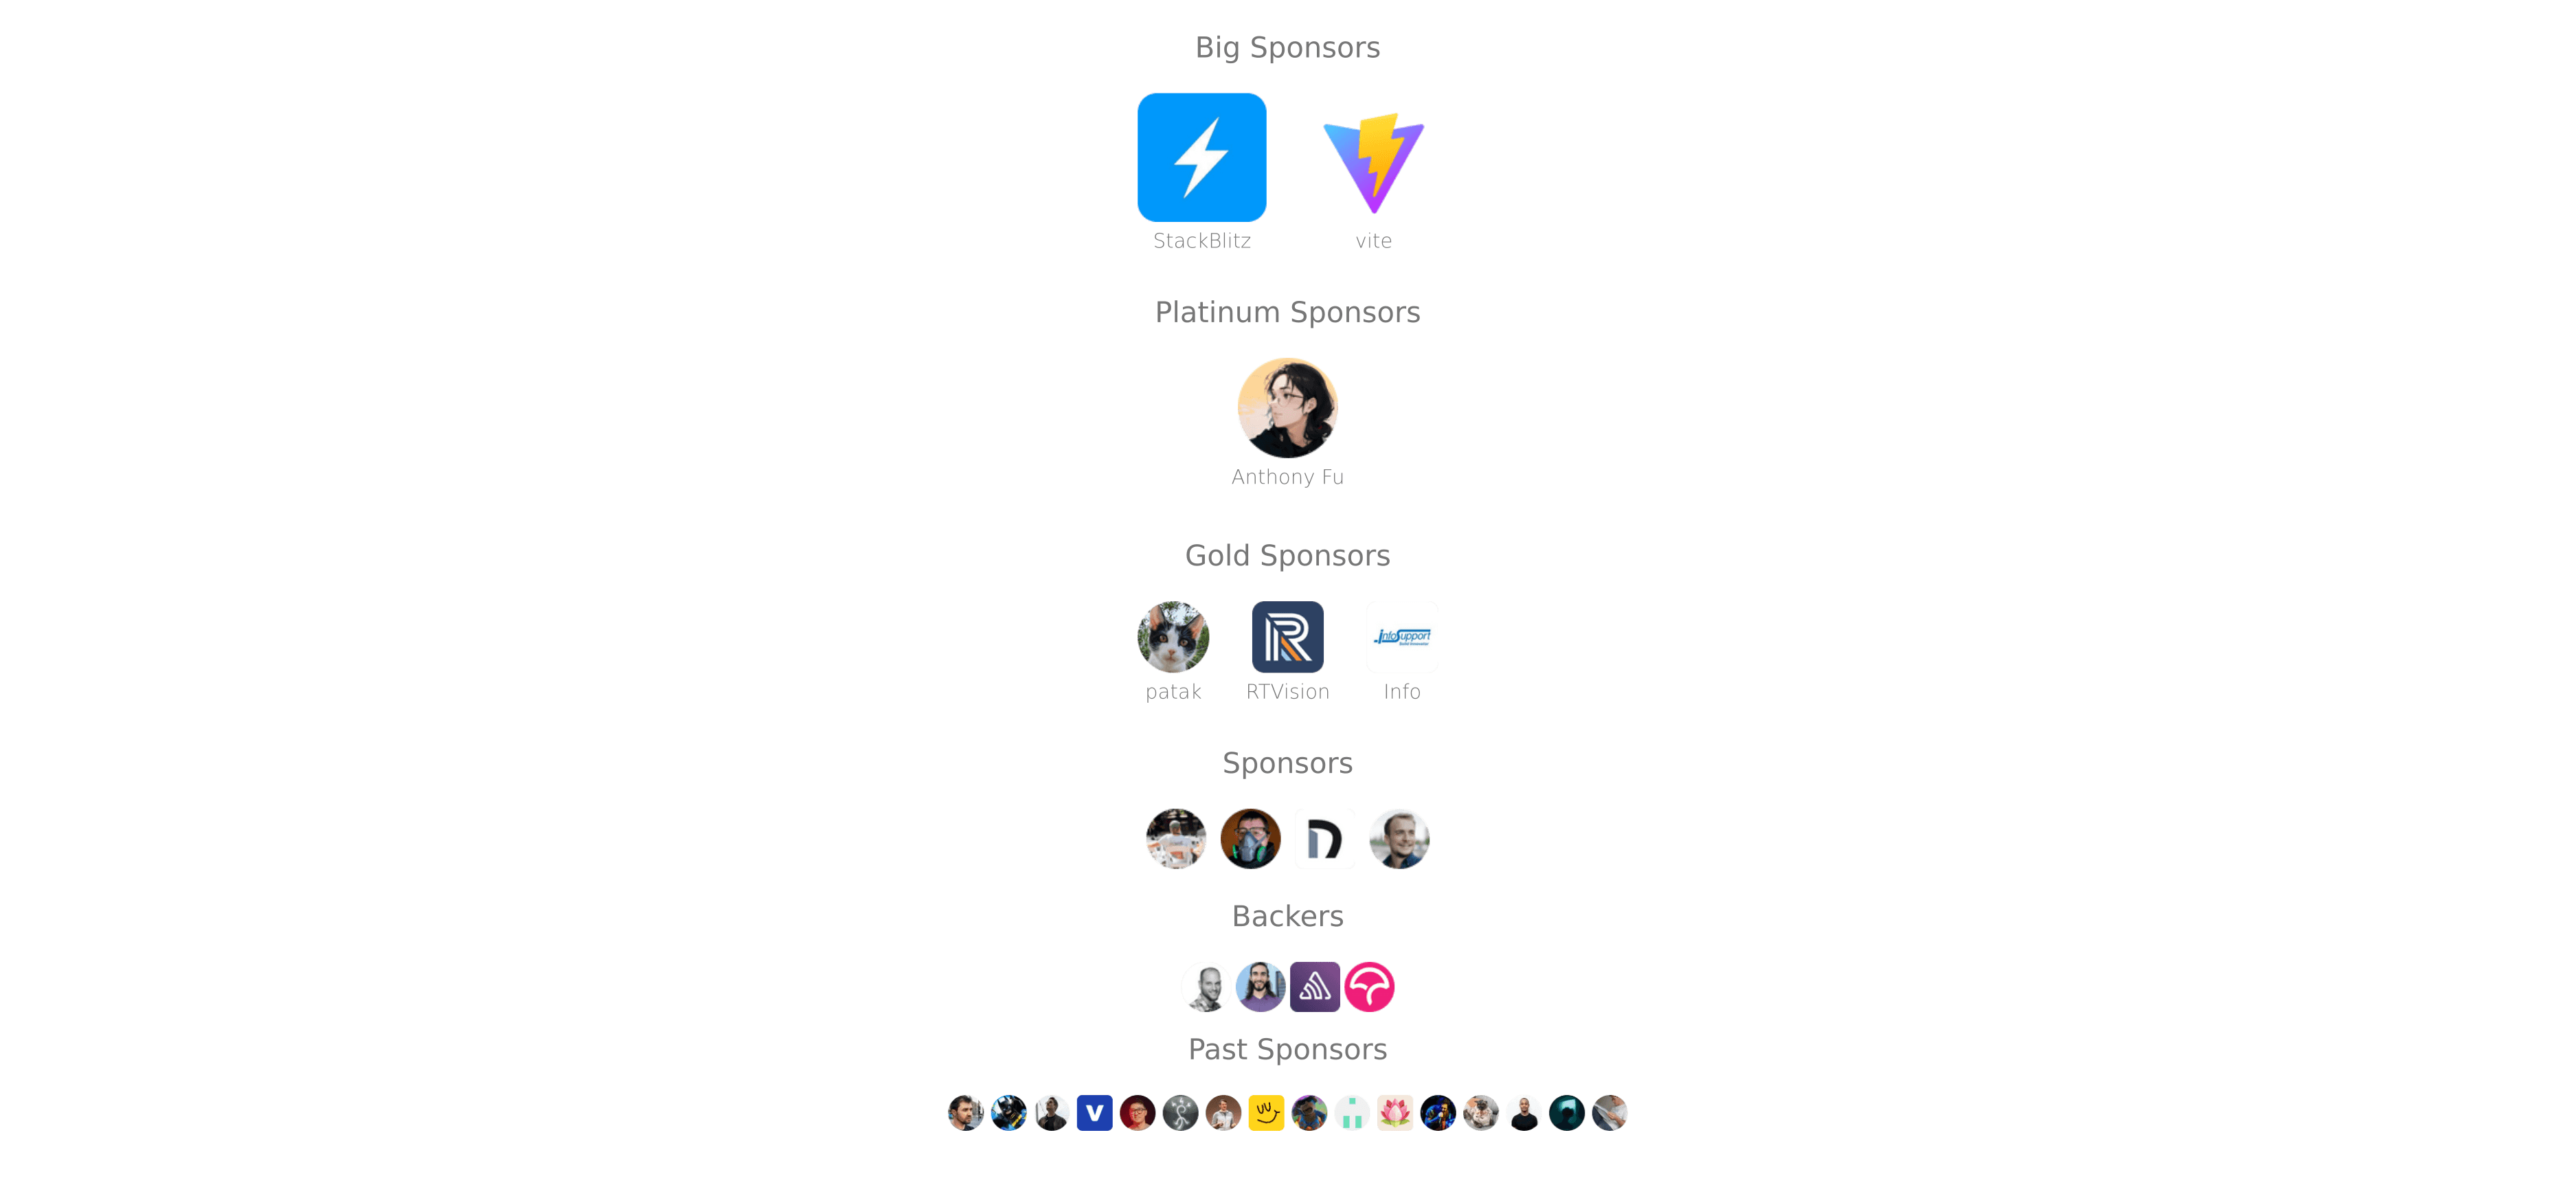 Big Sponsors
StackBlitz
vite
Platinum Sponsors
Anthony Fu
Gold Sponsors
infoSupport
patak
RTVision
Info
Sponsors
Backers
Past Sponsors
V